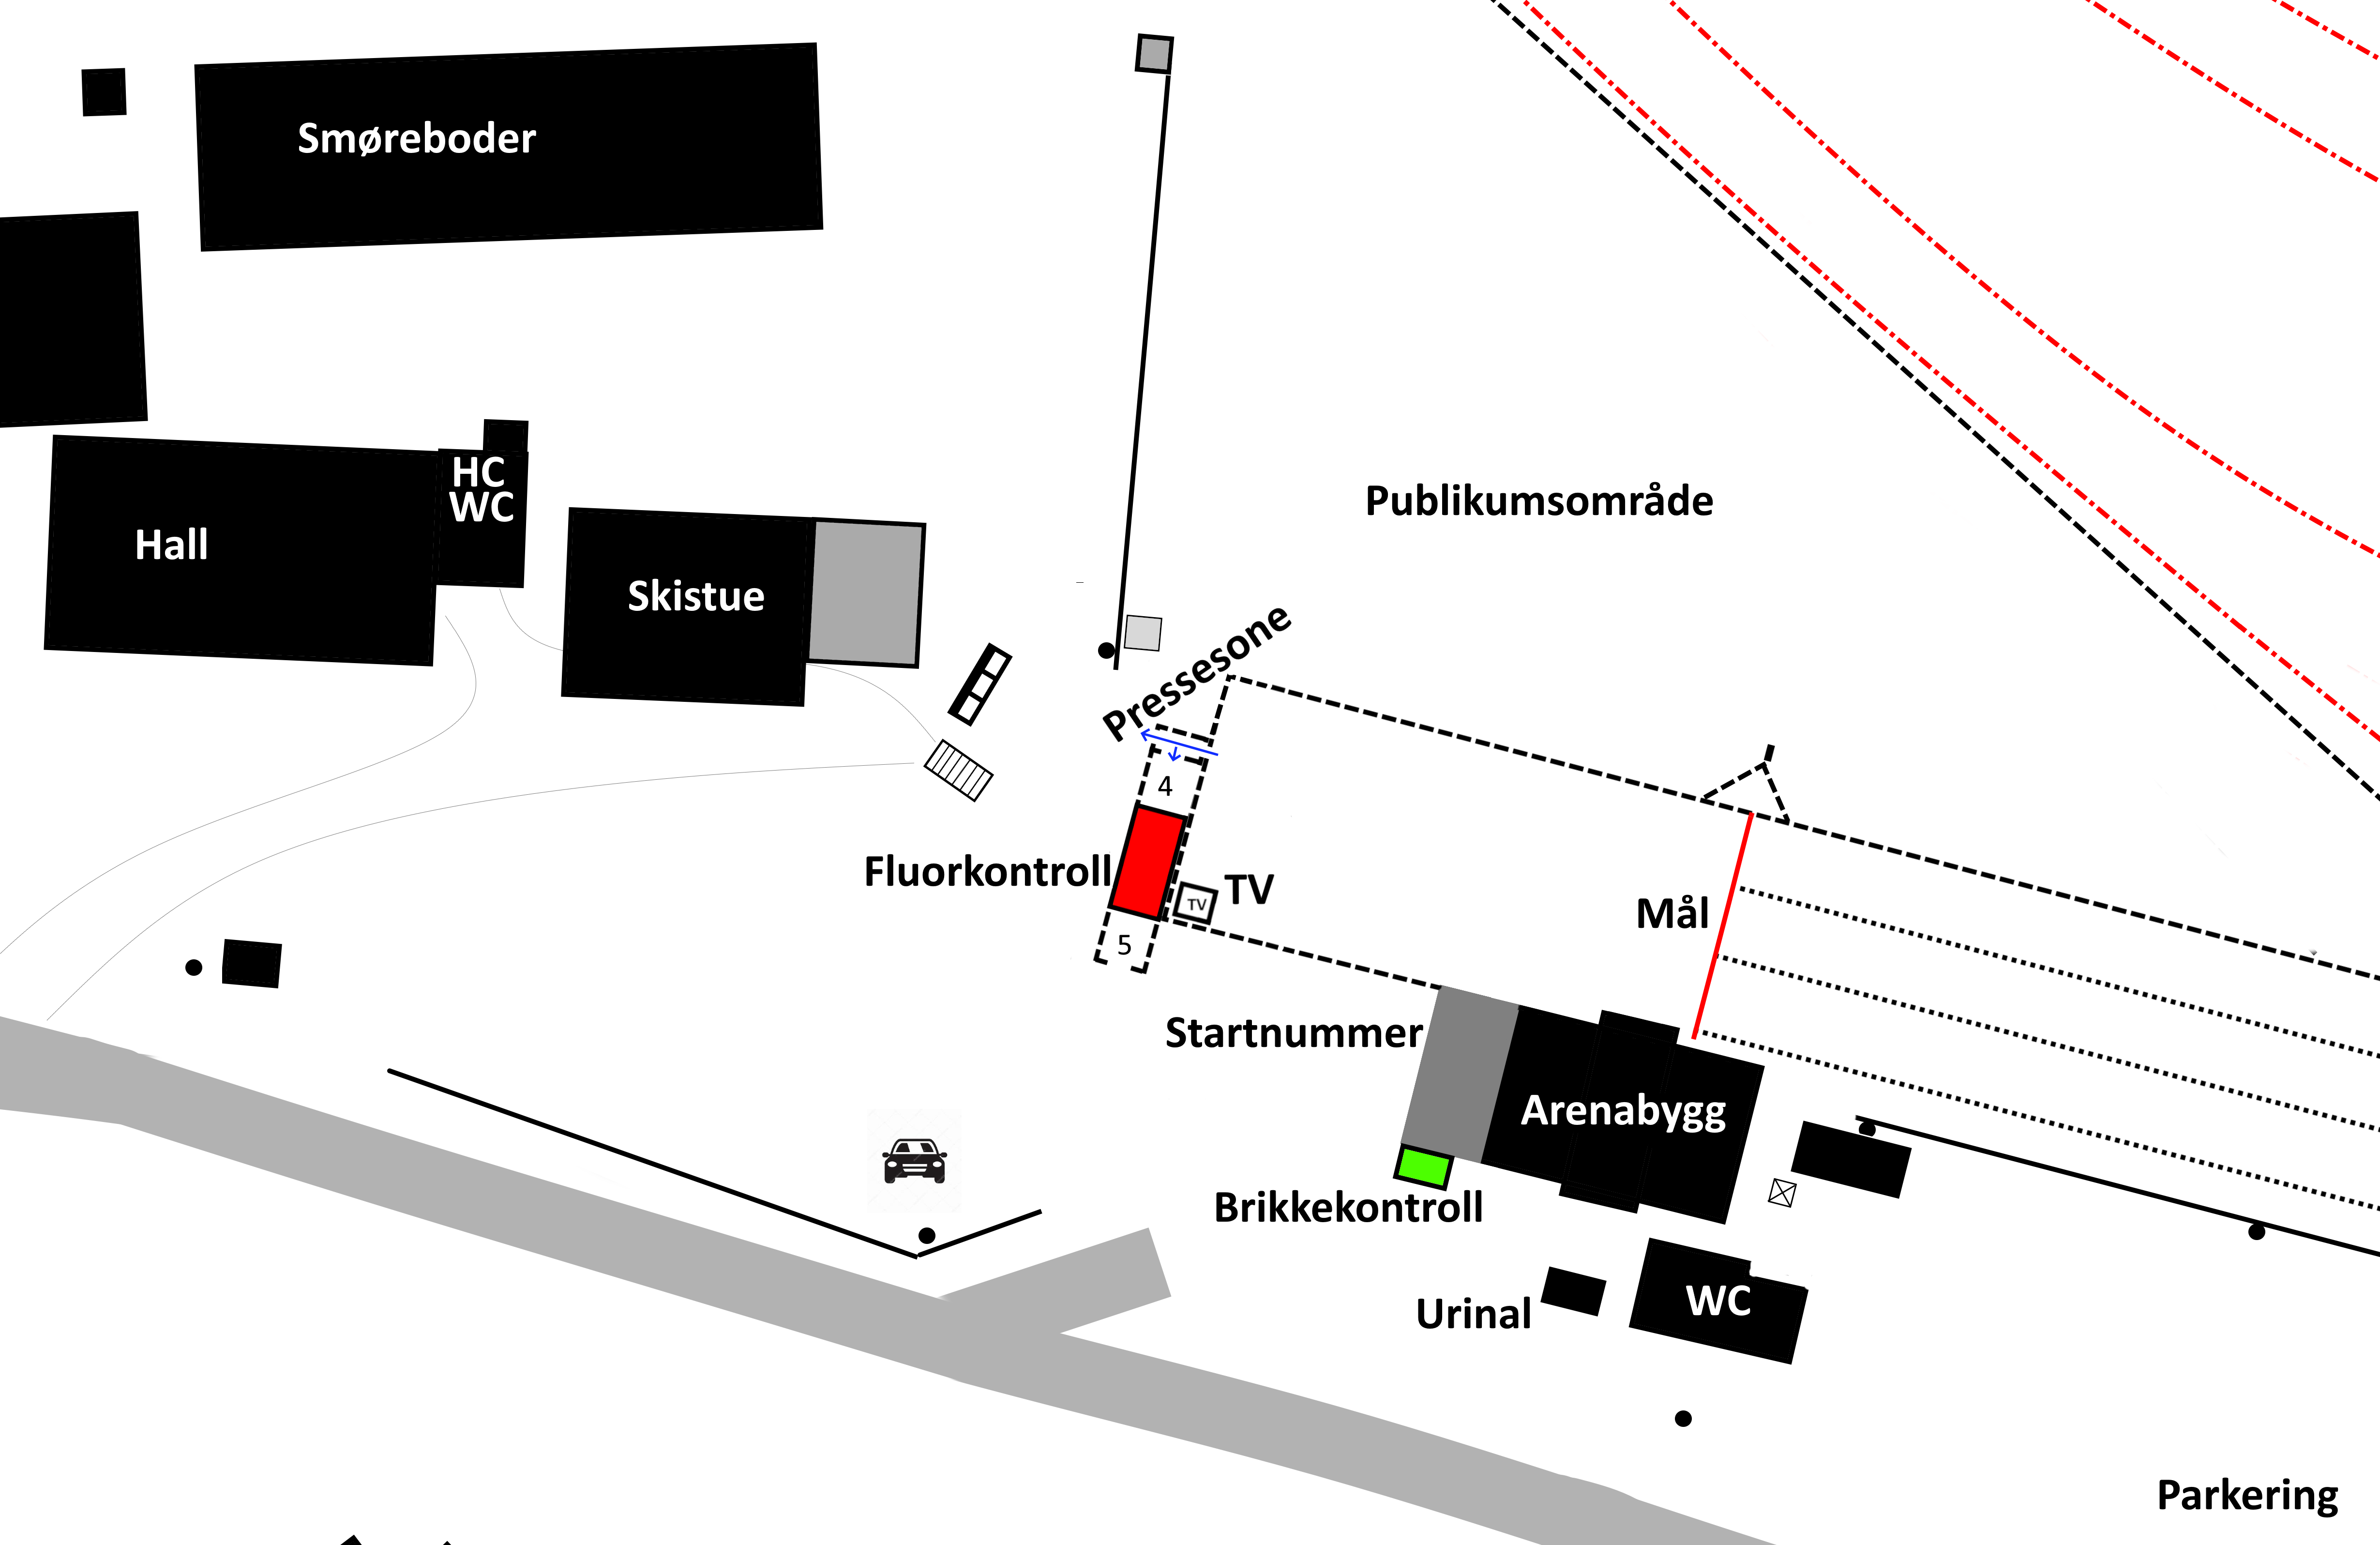 Smøreboder
HC
WC
Hall
Skistue
Publikumsområde
Pressesone
4
Fluorkontroll
TV
TV
5
Mål
Startnummer
Arenabygg
Brikkekontroll
Urinal
WC
Parkering